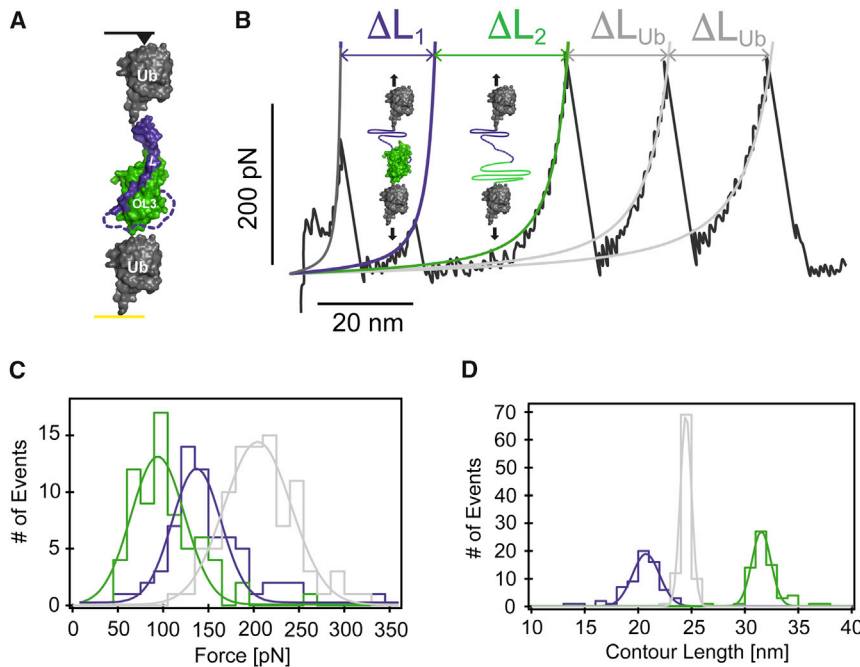 A
Ub
L
OL3
Ub
B
ΔL1
ΔL2
ΔLUb
ΔLUb
200 pN
20 nm
C
# of Events
15
10
5
0
0
50
100
150
200
250
300
350
Force [pN]
D
# of Events
70
60
50
40
30
20
10
0
10
15
20
25
30
35
40
Contour Length [nm]